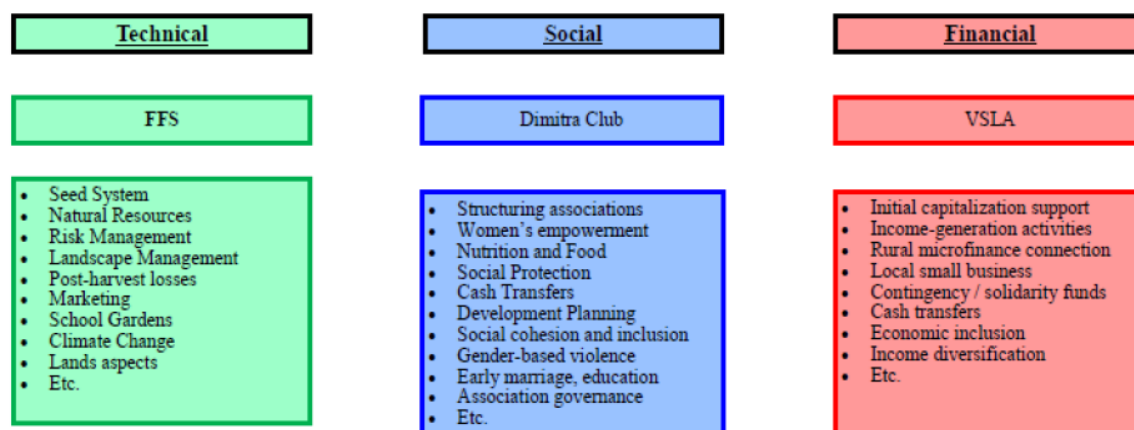 Technical
FFS
• Seed System
• Natural Resources
• Risk Management
• Landscape Management
• Post-harvest losses
• Marketing
• School Gardens
• Climate Change
• Lands aspects
• Etc.
Social
Dimitra Club
• Structuring associations
• Women’s empowerment
• Nutrition and Food
• Social Protection
• Cash Transfers
• Development Planning
• Social cohesion and inclusion
• Gender-based violence
• Early marriage, education
• Association governance
• Etc.
Financial
VSLA
• Initial capitalization support
• Income-generation activities
• Rural microfinance connection
• Local small business
• Contingency / solidarity funds
• Cash transfers
• Economic inclusion
• Income diversification
• Etc.